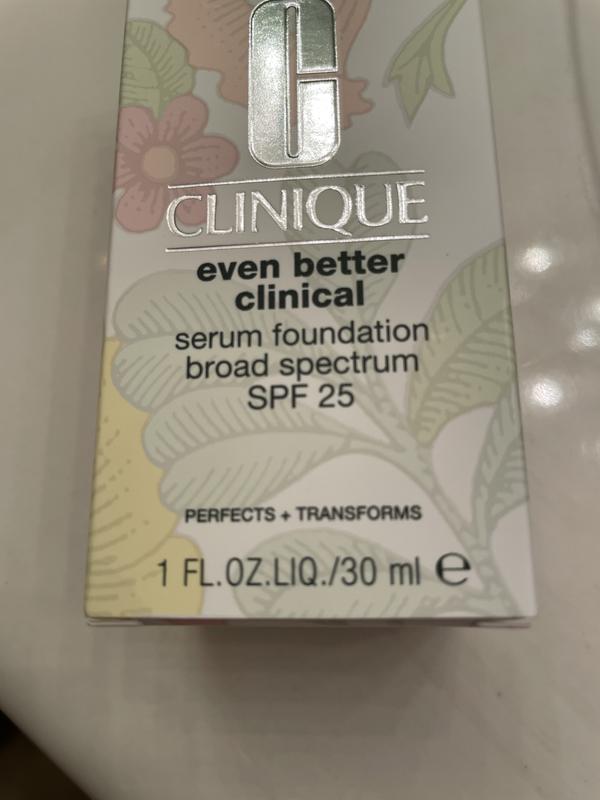 C
CLINIQUE
even better
clinical
serum foundation
broad spectrum
SPF 25
PERFECTS + TRANSFORMS
1 FL.OZ.LIQ./30 ml ℮